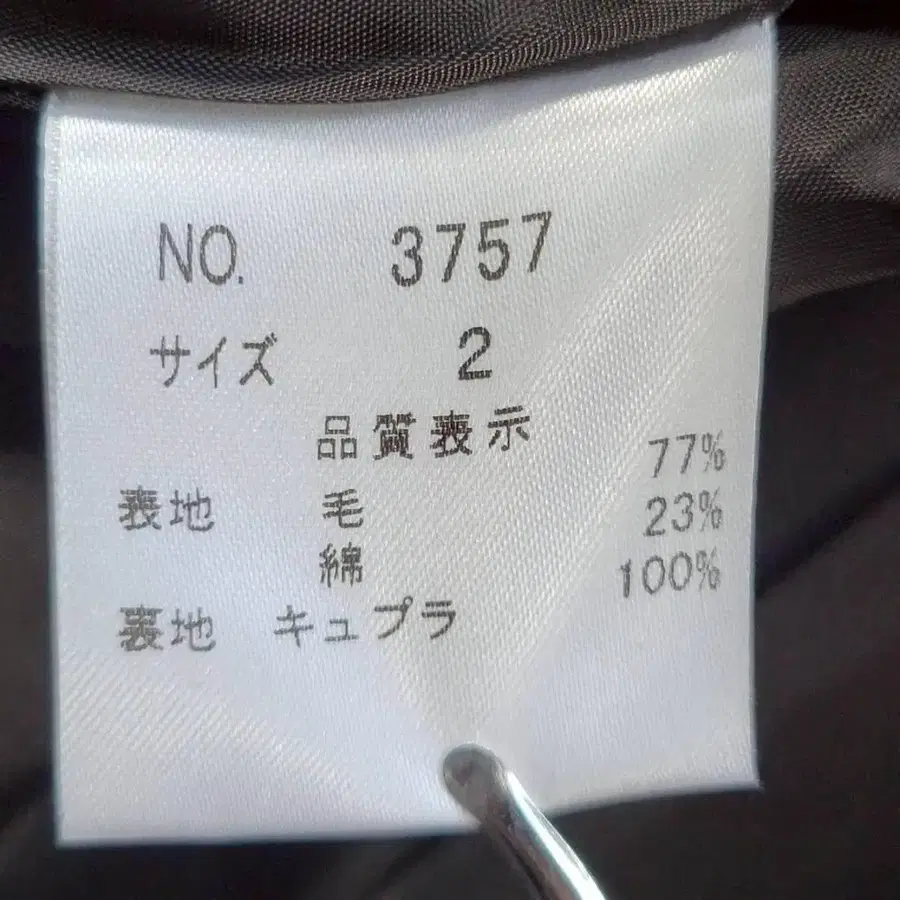 NO. 3757
サイズ 2
品質表示
表地 毛 77%
綿 23%
裏地 キュプラ 100%